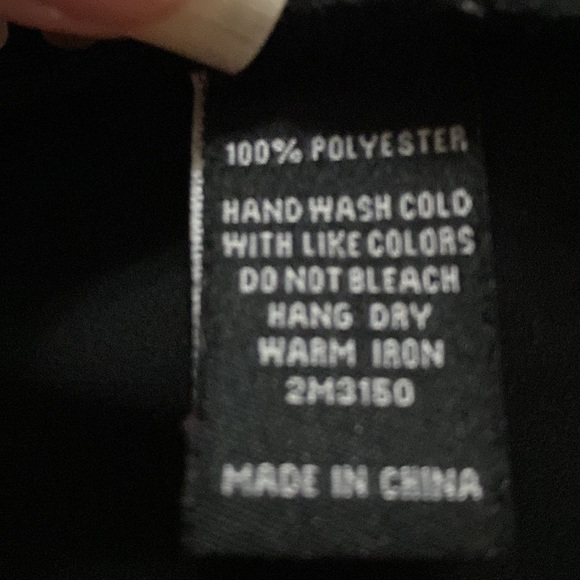 100% POLYESTER
HAND WASH COLD
WITH LIKE COLORS
DO NOT BLEACH
HANG DRY
WARM IRON
2M3150
MADE IN CHINA